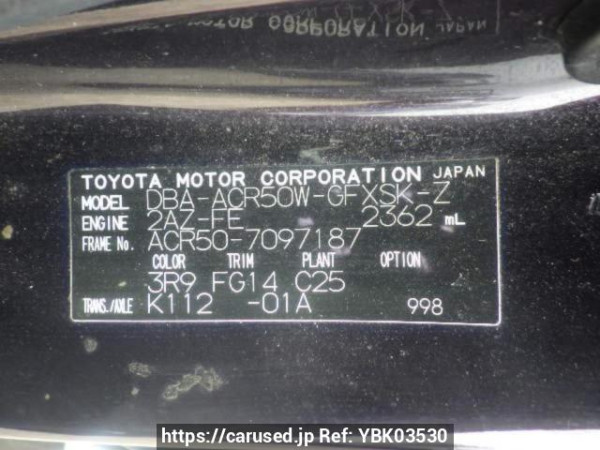 TOYOTA MOTOR CORPORATION JAPAN
MODEL DBA-ACR50W-GFXSK-Z
ENGINE 2AZ-FE 2362 mL
FRAME No. ACR50-7097187
COLOR TRIM PLANT OPTION
3R9 FG14 C25
TRANS./AXLE K112 -01A 998
https://carused.jp Ref: YBK03530